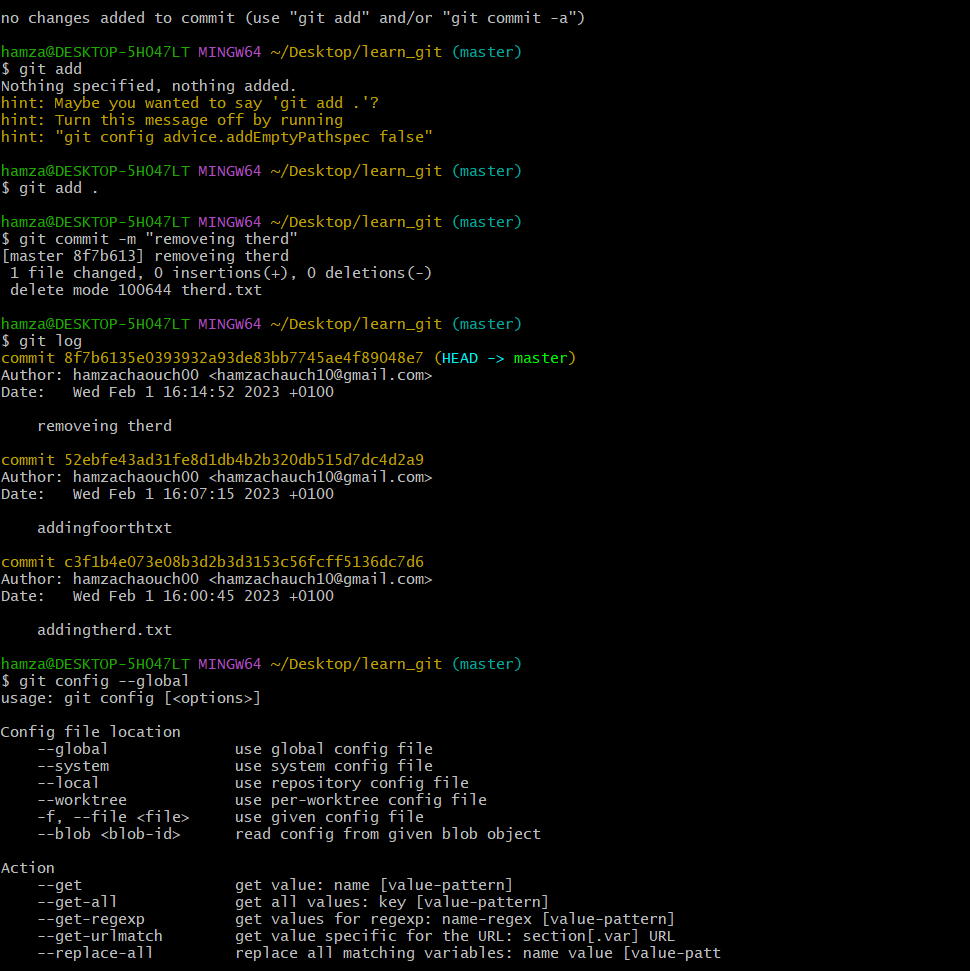 no changes added to commit (use "git add" and/or "git commit -a")
hamza@DESKTOP-5HO47LT MINGW64 ~/Desktop/learn_git (master)
$ git add
Nothing specified, nothing added.
hint: Maybe you wanted to say 'git add .'?
hint: Turn this message off by running
hint: "git config advice.addEmptyPathspec false"
hamza@DESKTOP-5HO47LT MINGW64 ~/Desktop/learn_git (master)
$ git add .
hamza@DESKTOP-5HO47LT MINGW64 ~/Desktop/learn_git (master)
$ git commit -m "removeing therd"
[master 8f7b613] removeing therd
 1 file changed, 0 insertions(+), 0 deletions(-)
 delete mode 100644 therd.txt
hamza@DESKTOP-5HO47LT MINGW64 ~/Desktop/learn_git (master)
$ git log
commit 8f7b6135e0393932a93de83bb7745ae4f89048e7 (HEAD -> master)
Author: hamzachaouch00 <hamzachauch10@gmail.com>
Date:   Wed Feb 1 16:14:52 2023 +0100
    removeing therd
commit 52ebfe43ad31fe8d1db4b2b320db515d7dc4d2a9
Author: hamzachaouch00 <hamzachauch10@gmail.com>
Date:   Wed Feb 1 16:07:15 2023 +0100
    addingfoorthtxt
commit c3f1b4e073e08b3d2b3d3153c56fcff5136dc7d6
Author: hamzachaouch00 <hamzachauch10@gmail.com>
Date:   Wed Feb 1 16:00:45 2023 +0100
    addingtherd.txt
hamza@DESKTOP-5HO47LT MINGW64 ~/Desktop/learn_git (master)
$ git config --global
usage: git config [<options>]
Config file location
    --global              use global config file
    --system              use system config file
    --local               use repository config file
    --worktree            use per-worktree config file
    -f, --file <file>     use given config file
    --blob <blob-id>      read config from given blob object
Action
    --get                 get value: name [value-pattern]
    --get-all             get all values: key [value-pattern]
    --get-regexp          get values for regexp: name-regex [value-pattern]
    --get-urlmatch        get value specific for the URL: section[.var] URL
    --replace-all         replace all matching variables: name value [value-patt